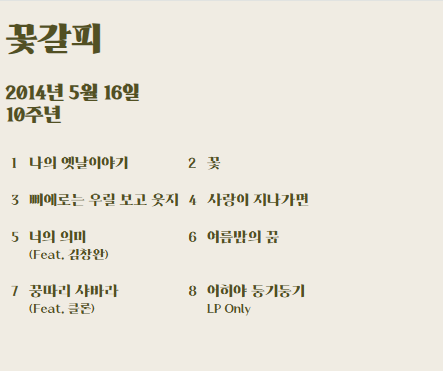 꽃갈피
2014년 5월 16일
10주년
1 나의 옛날이야기
2 꽃
3 삐에로는 우릴 보고 웃지
4 사랑이 지나가면
5 너의 의미
(Feat. 김창완)
6 여름밤의 꿈
7 꿍따리 샤바라
(Feat. 클론)
8 어허야 둥기둥기
LP Only